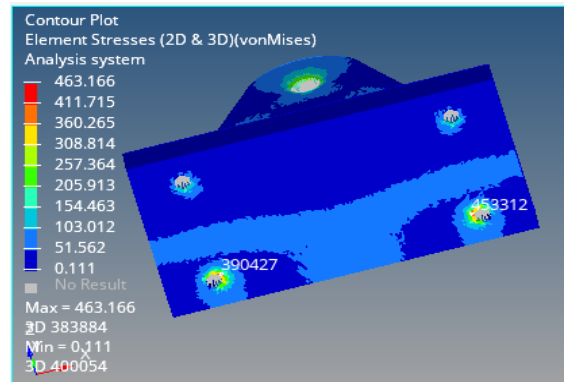 Contour Plot
Element Stresses (2D & 3D)(vonMises)
Analysis system
463.166
411.715
360.265
308.814
257.364
205.913
154.463
103.012
51.562
0.111
No Result
Max = 463.166
2D 383884
Min = 0.111
3D 400054
Z
Y
X
453312
390427